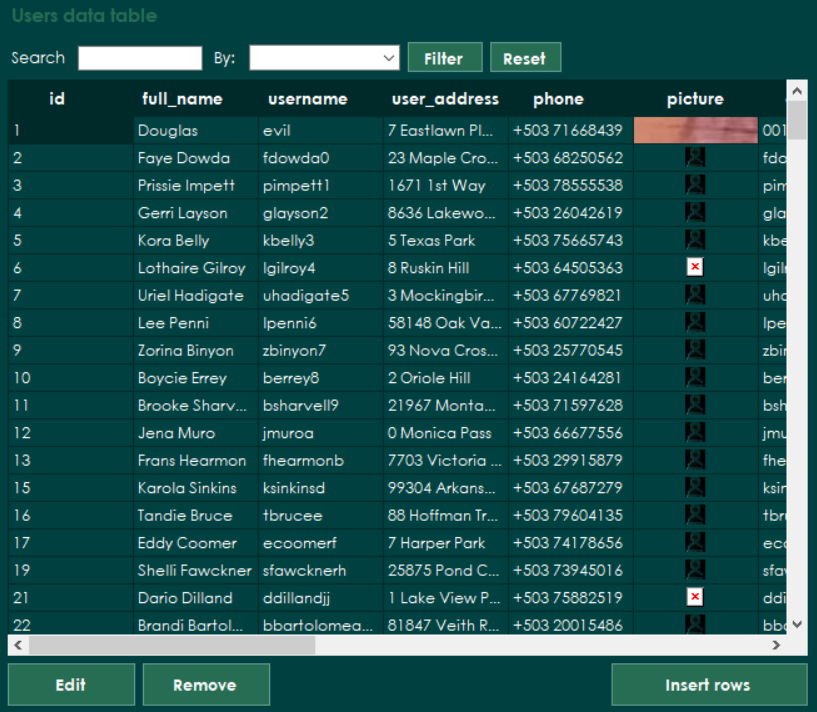 Users data table
Search By: Filter Reset
id full_name username user_address phone picture
1 Douglas evil 7 Eastlawn Pl... +503 71668439 001
2 Faye Dowda fdowda0 23 Maple Cro... +503 68250562 fdo
3 Prissie Impett pimpett1 1671 1st Way +503 78555538 pim
4 Gerri Layson glayson2 8636 Lakewo... +503 26042619 gla
5 Kora Belly kbelly3 5 Texas Park +503 75665743 kbe
6 Lothaire Gilroy lgilroy4 8 Ruskin Hill +503 64505363 lgil
7 Uriel Hadigate uhadigate5 3 Mockingbir... +503 67769821 uha
8 Lee Penni lpenni6 58148 Oak Va... +503 60722427 lpe
9 Zorina Binyon zbinyon7 93 Nova Cros... +503 25770545 zbin
10 Boycie Errey berrey8 2 Oriole Hill +503 24164281 ber
11 Brooke Sharv... bsharvell9 21967 Monta... +503 71597628 bsh
12 Jena Muro jmuroa 0 Monica Pass +503 66677556 jmu
13 Frans Hearmon fhearmonb 7703 Victoria ... +503 29915879 fhe
15 Karola Sinkins ksinkinsd 99304 Arkans... +503 67687279 ksin
16 Tandie Bruce tbrucee 88 Hoffman Tr... +503 79604135 tbr
17 Eddy Coomer ecoomerf 7 Harper Park +503 74178656 eco
19 Shelli Fawckner sfawcknerh 25875 Pond C... +503 73945016 sfa
21 Dario Dilland ddillandjj 1 Lake View P... +503 75882519 ddi
22 Brandi Bartol... bbartolomea... 81847 Veith R... +503 20015486 bba
Edit Remove Insert rows